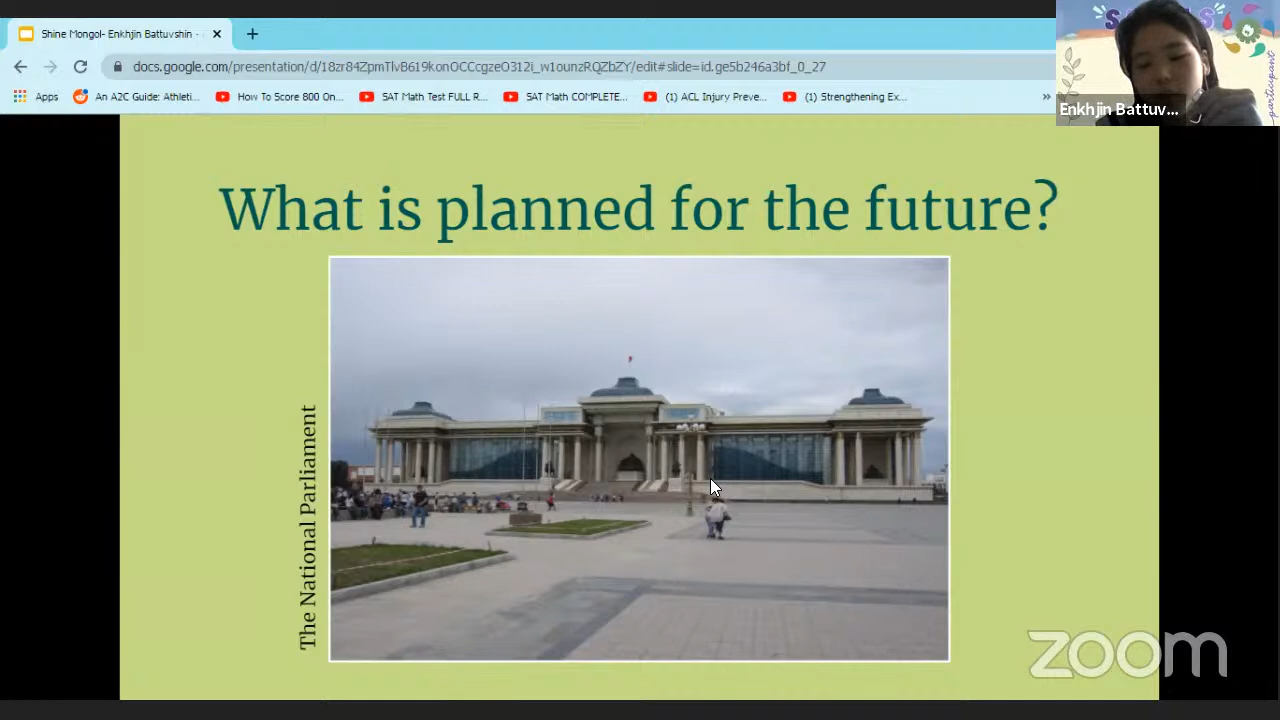 Shine Mongol- Enkhjin Battuvshin -
docs.google.com/presentation/d/18zr84ZQmTlvB619konOCCcgzeO312i_w1ounzRQZbZY/edit#slide=id.ge5b246a3bf_0_27
Apps
An A2C Guide: Athleti...
How To Score 800 On...
SAT Math Test FULL R...
SAT Math COMPLETE...
(1) ACL Injury Preve...
(1) Strengthening Ex...
»
participant
Enkhjin Battuv...
What is planned for the future?
The National Parliament
zoom